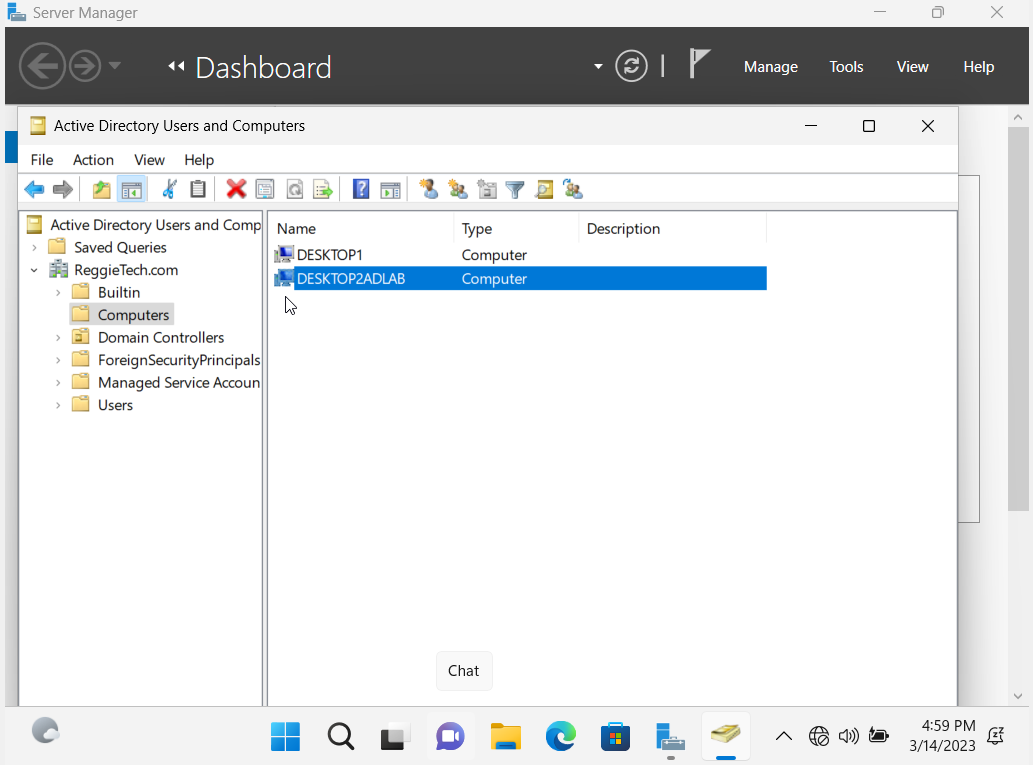 Server Manager
Dashboard
Manage Tools View Help
Active Directory Users and Computers
File Action View Help
Active Directory Users and Comp
Saved Queries
ReggieTech.com
Builtin
Computers
Domain Controllers
ForeignSecurityPrincipals
Managed Service Accoun
Users
Name Type Description
DESKTOP1 Computer
DESKTOP2ADLAB Computer
Chat
4:59 PM
3/14/2023